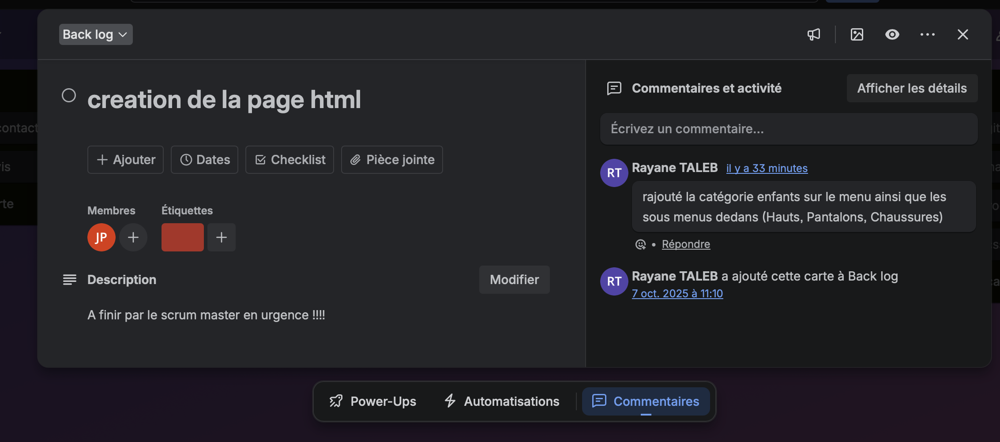 Back log
creation de la page html
Ajouter
Dates
Checklist
Pièce jointe
Membres
Étiquettes
JP
Description
Modifier
A finir par le scrum master en urgence !!!!
Commentaires et activité
Afficher les détails
Écrivez un commentaire...
RT
Rayane TALEB il y a 33 minutes
rajouté la catégorie enfants sur le menu ainsi que les
sous menus dedans (Hauts, Pantalons, Chaussures)
• Répondre
RT
Rayane TALEB a ajouté cette carte à Back log
7 oct. 2025 à 11:10
Power-Ups
Automatisations
Commentaires